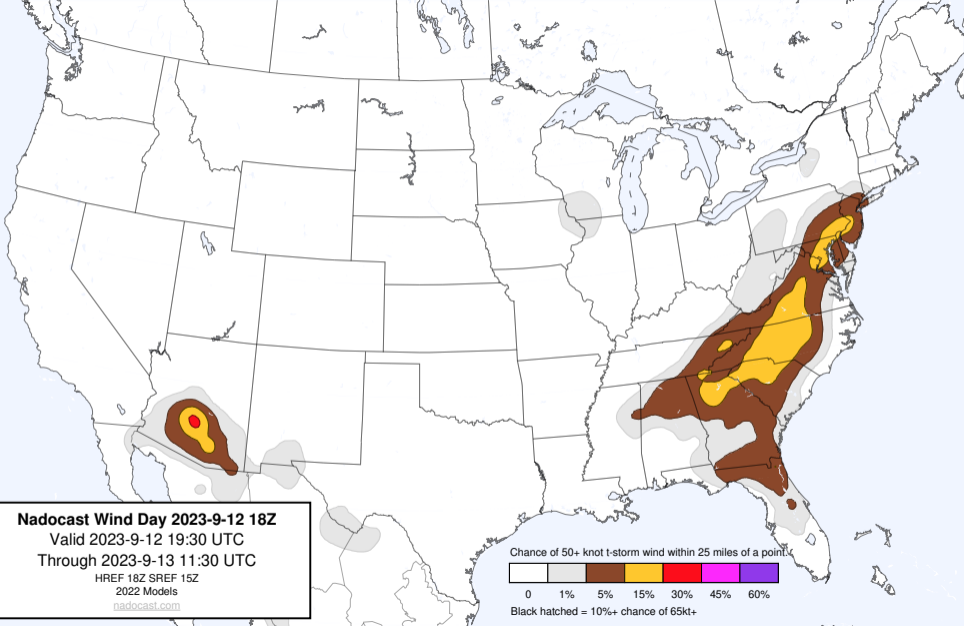 Nadocast Wind Day 2023-9-12 18Z
Valid 2023-9-12 19:30 UTC
Through 2023-9-13 11:30 UTC
HREF 18Z SREF 15Z
2022 Models
nadocast.com
Chance of 50+ knot t-storm wind within 25 miles of a point.
0 1% 5% 15% 30% 45% 60%
Black hatched = 10%+ chance of 65kt+